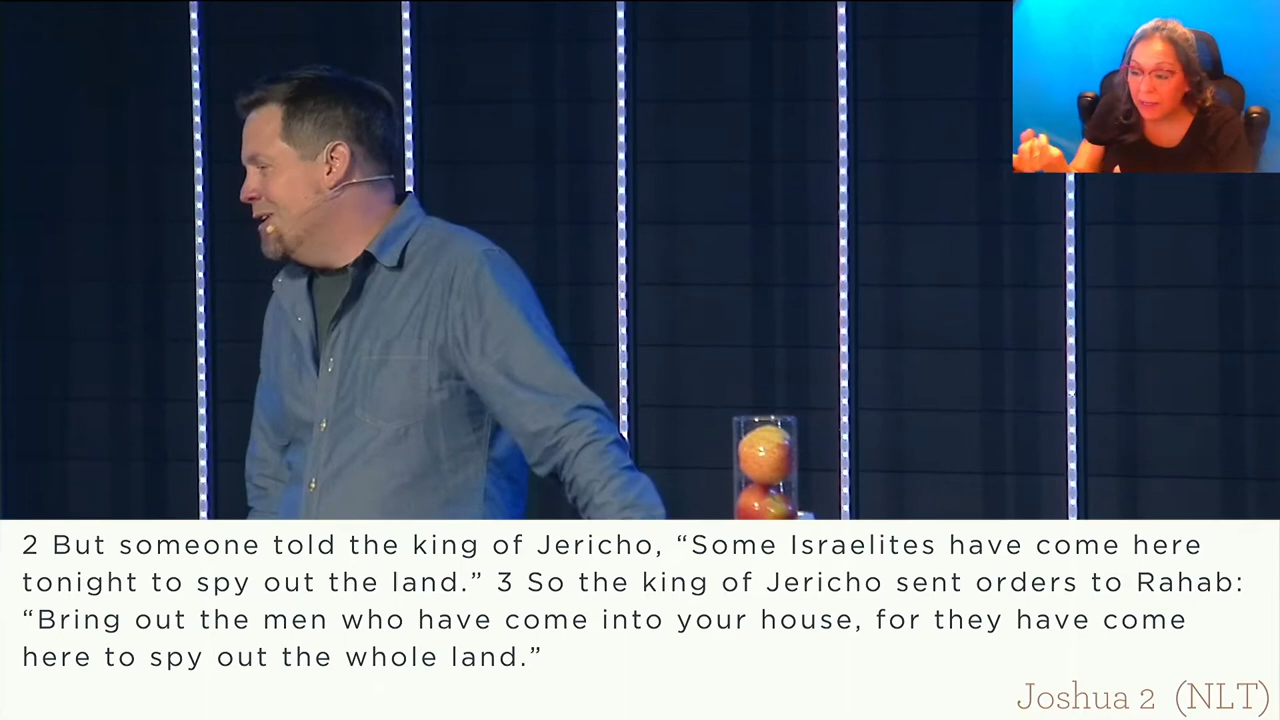 2 But someone told the king of Jericho, “Some Israelites have come here
tonight to spy out the land.” 3 So the king of Jericho sent orders to Rahab:
“Bring out the men who have come into your house, for they have come
here to spy out the whole land.”
Joshua 2 (NLT)